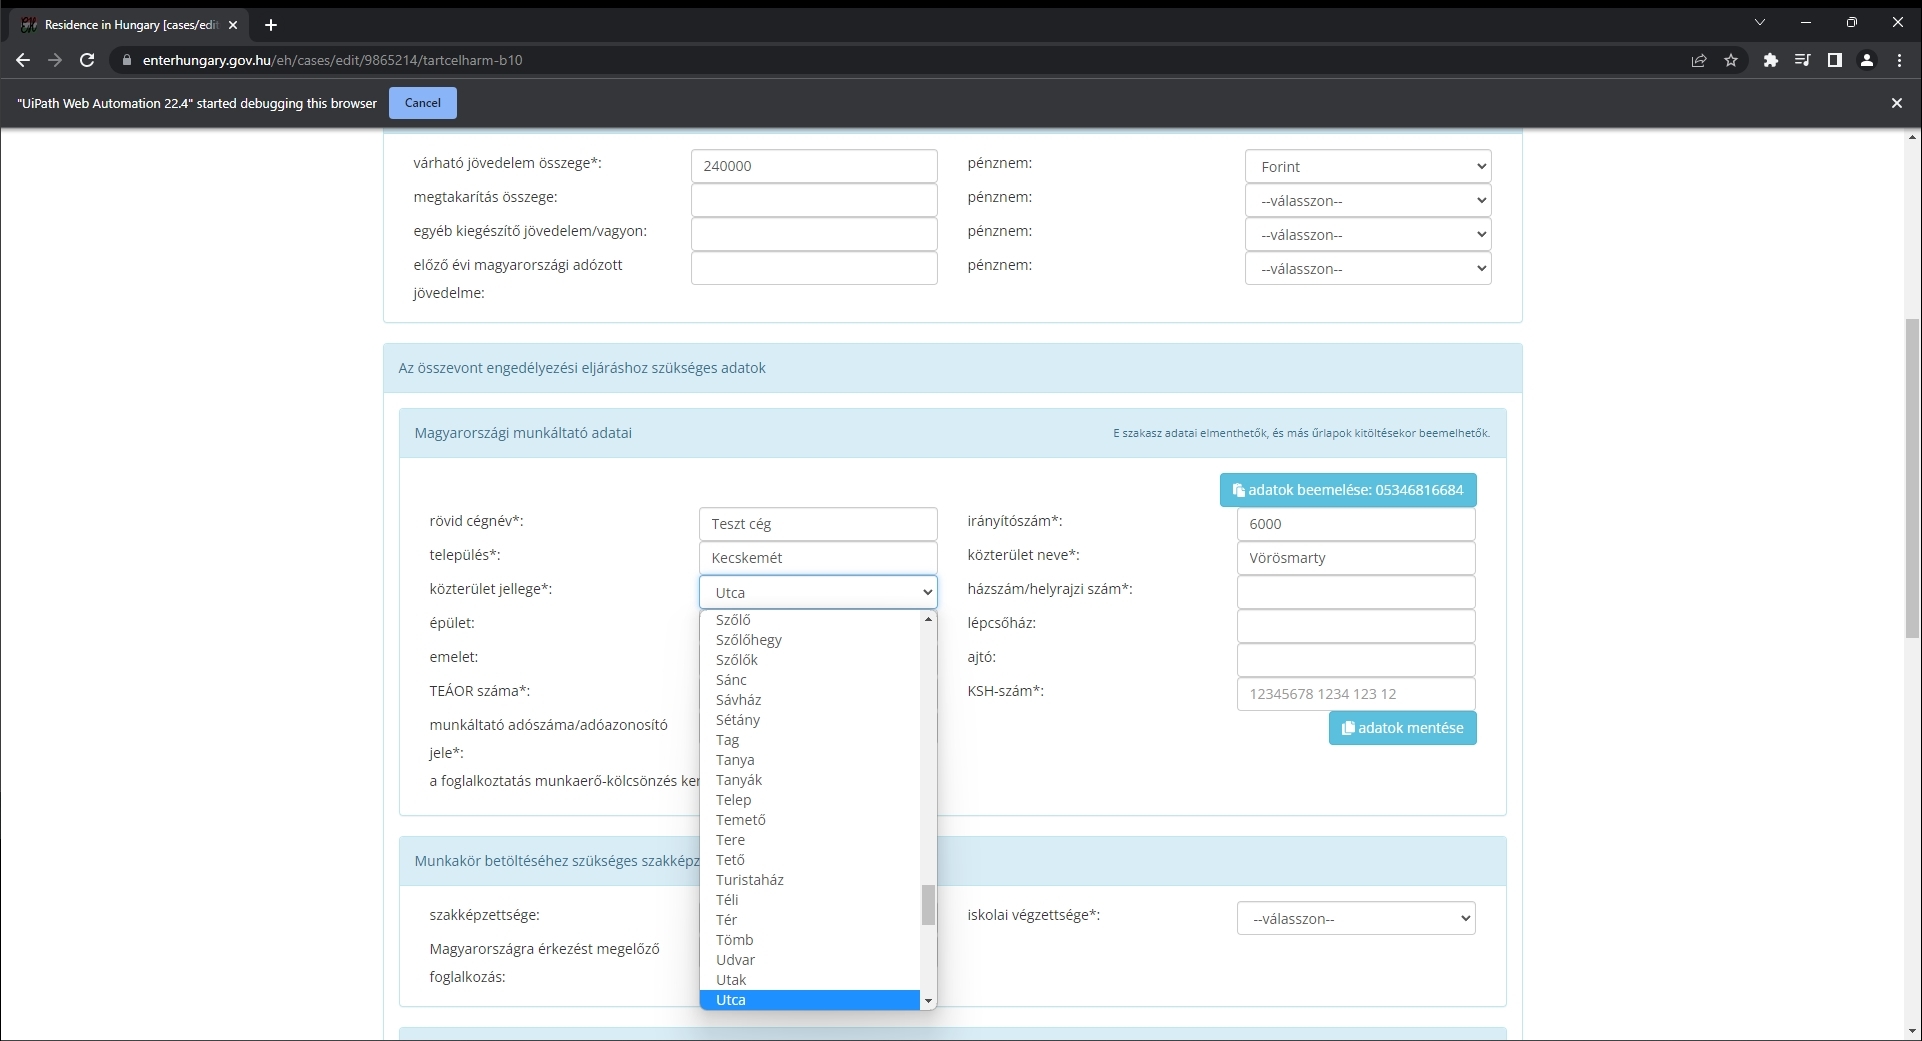 Residence in Hungary [cases/edit
enterhungary.gov.hu/eh/cases/edit/9865214/tartcelharm-b10
"UiPath Web Automation 22.4" started debugging this browser Cancel
várható jövedelem összege*: 240000 pénznem: Forint
megtakarítás összege: pénznem: --válasszon--
egyéb kiegészítő jövedelem/vagyon: pénznem: --válasszon--
előző évi magyarországi adózott pénznem: --válasszon--
jövedelme:
Az összevont engedélyezési eljáráshoz szükséges adatok
Magyarországi munkáltató adatai E szakasz adatai elmenthetők, és más űrlapok kitöltésekor beemelhetők.
adatok beemelése: 05346816684
rövid cégnév*: Teszt cég irányítószám*: 6000
település*: Kecskemét közterület neve*: Vörösmarty
közterület jellege*: Utca házszám/helyrajzi szám*:
épület: lépcsőház:
emelet: ajtó:
TEÁOR száma*: KSH-szám*: 12345678 1234 123 12
munkáltató adószáma/adóazonosító adatok mentése
jele*:
a foglalkoztatás munkaerő-kölcsönzés ker
Szőlő
Szőlőhegy
Szőlők
Sánc
Sávház
Sétány
Tag
Tanya
Tanyák
Telep
Temető
Tere
Tető
Turistaház
Téli
Tér
Tömb
Udvar
Utak
Utca
Munkakör betöltéséhez szükséges szakképz
szakképzettsége: iskolai végzettsége*: --válasszon--
Magyarországra érkezést megelőző
foglalkozás: